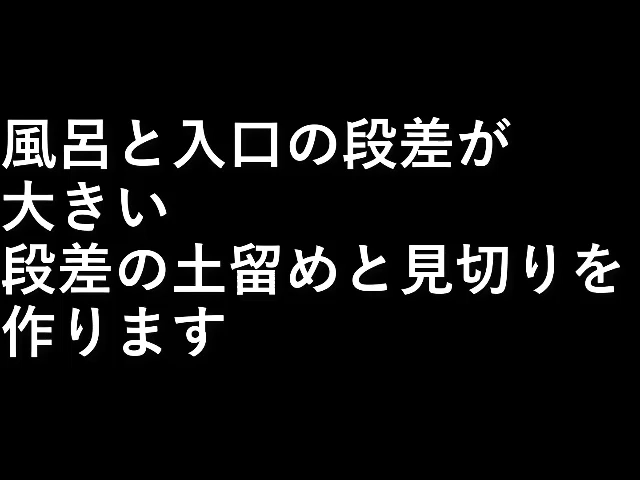 風呂と入口の段差が
大きい
段差の土留めと見切りを
作ります